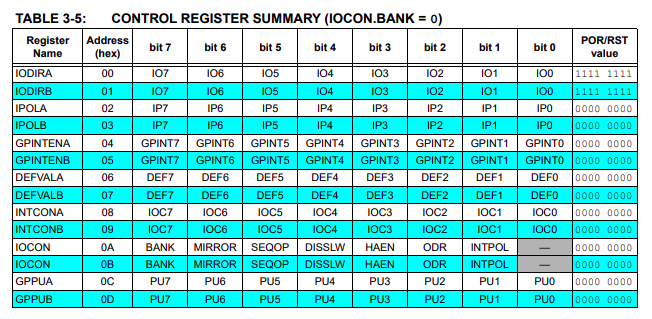 TABLE 3-5: CONTROL REGISTER SUMMARY (IOCON.BANK = 0)
Register Name Address (hex) bit 7 bit 6 bit 5 bit 4 bit 3 bit 2 bit 1 bit 0 POR/RST value
IODIRA 00 IO7 IO6 IO5 IO4 IO3 IO2 IO1 IO0 1111 1111
IODIRB 01 IO7 IO6 IO5 IO4 IO3 IO2 IO1 IO0 1111 1111
IPOLA 02 IP7 IP6 IP5 IP4 IP3 IP2 IP1 IP0 0000 0000
IPOLB 03 IP7 IP6 IP5 IP4 IP3 IP2 IP1 IP0 0000 0000
GPINTENA 04 GPINT7 GPINT6 GPINT5 GPINT4 GPINT3 GPINT2 GPINT1 GPINT0 0000 0000
GPINTENB 05 GPINT7 GPINT6 GPINT5 GPINT4 GPINT3 GPINT2 GPINT1 GPINT0 0000 0000
DEFVALA 06 DEF7 DEF6 DEF5 DEF4 DEF3 DEF2 DEF1 DEF0 0000 0000
DEFVALB 07 DEF7 DEF6 DEF5 DEF4 DEF3 DEF2 DEF1 DEF0 0000 0000
INTCONA 08 IOC7 IOC6 IOC5 IOC4 IOC3 IOC2 IOC1 IOC0 0000 0000
INTCONB 09 IOC7 IOC6 IOC5 IOC4 IOC3 IOC2 IOC1 IOC0 0000 0000
IOCON 0A BANK MIRROR SEQOP DISSLW HAEN ODR INTPOL — 0000 0000
IOCON 0B BANK MIRROR SEQOP DISSLW HAEN ODR INTPOL — 0000 0000
GPPUA 0C PU7 PU6 PU5 PU4 PU3 PU2 PU1 PU0 0000 0000
GPPUB 0D PU7 PU6 PU5 PU4 PU3 PU2 PU1 PU0 0000 0000